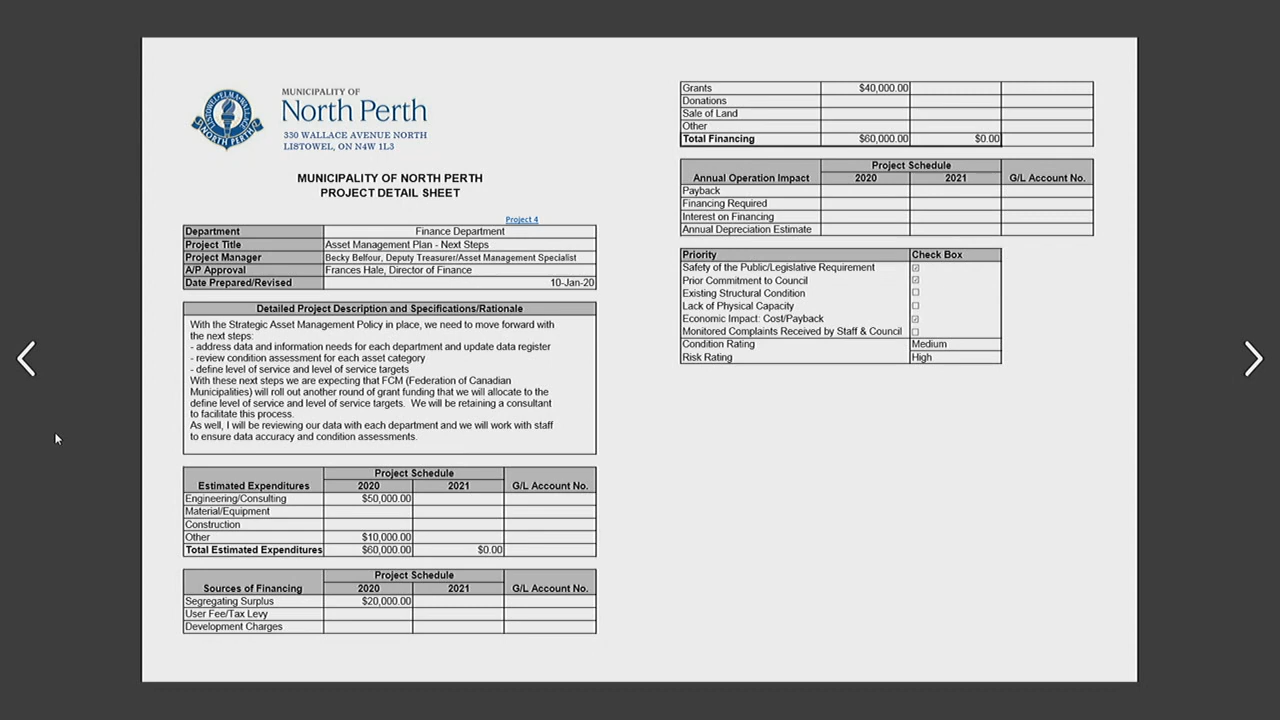 LISTOWEL ELMA WALLACE
NORTH PERTH
MUNICIPALITY OF
North Perth
330 WALLACE AVENUE NORTH
LISTOWEL, ON N4W 1L3
MUNICIPALITY OF NORTH PERTH
PROJECT DETAIL SHEET
Project 4
Department Finance Department
Project Title Asset Management Plan - Next Steps
Project Manager Becky Belfour, Deputy Treasurer/Asset Management Specialist
A/P Approval Frances Hale, Director of Finance
Date Prepared/Revised 10-Jan-20
Detailed Project Description and Specifications/Rationale
With the Strategic Asset Management Policy in place, we need to move forward with
the next steps:
- address data and information needs for each department and update data register
- review condition assessment for each asset category
- define level of service and level of service targets
With these next steps we are expecting that FCM (Federation of Canadian
Municipalities) will roll out another round of grant funding that we will allocate to the
define level of service and level of service targets. We will be retaining a consultant
to facilitate this process.
As well, I will be reviewing our data with each department and we will work with staff
to ensure data accuracy and condition assessments.
Project Schedule
Estimated Expenditures 2020 2021 G/L Account No.
Engineering/Consulting $50,000.00
Material/Equipment
Construction
Other $10,000.00
Total Estimated Expenditures $60,000.00 $0.00
Project Schedule
Sources of Financing 2020 2021 G/L Account No.
Segregating Surplus $20,000.00
User Fee/Tax Levy
Development Charges
Grants $40,000.00
Donations
Sale of Land
Other
Total Financing $60,000.00 $0.00
Project Schedule
Annual Operation Impact 2020 2021 G/L Account No.
Payback
Financing Required
Interest on Financing
Annual Depreciation Estimate
Priority Check Box
Safety of the Public/Legislative Requirement ☑
Prior Commitment to Council ☑
Existing Structural Condition ☐
Lack of Physical Capacity ☐
Economic Impact: Cost/Payback ☑
Monitored Complaints Received by Staff & Council ☐
Condition Rating Medium
Risk Rating High